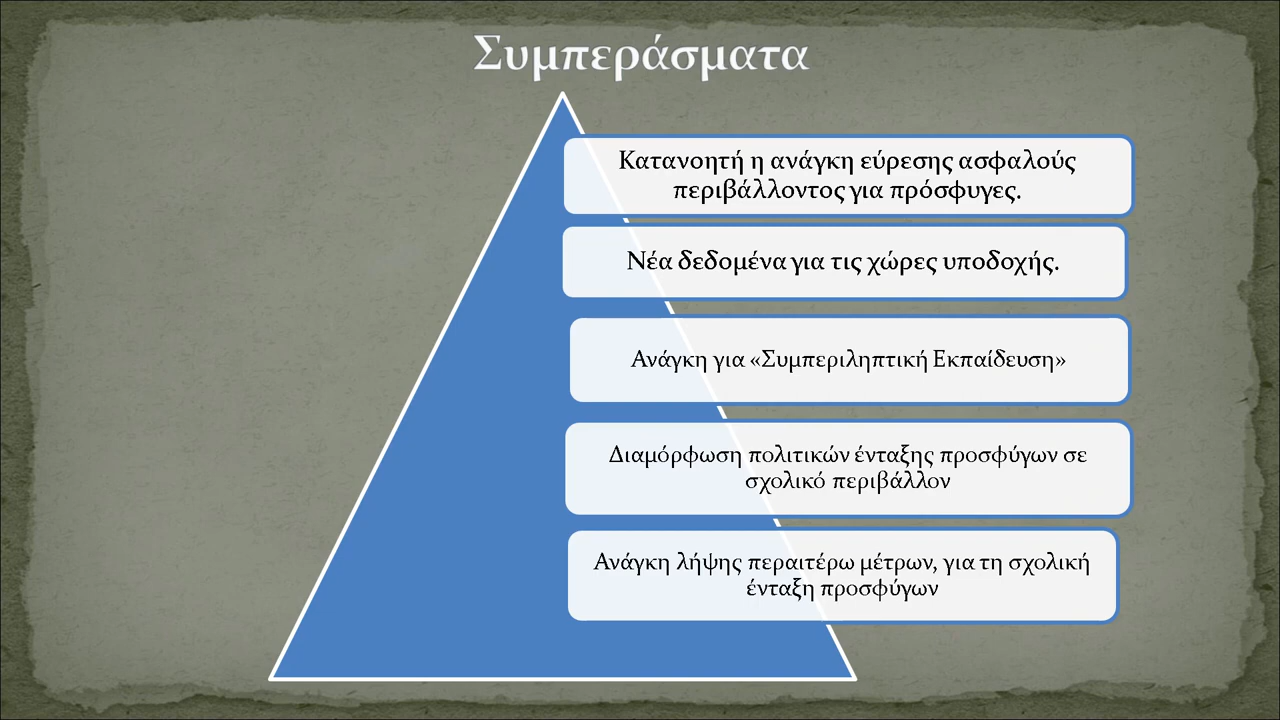 Συμπεράσματα
Κατανοητή η ανάγκη εύρεσης ασφαλούς
περιβάλλοντος για πρόσφυγες.
Νέα δεδομένα για τις χώρες υποδοχής.
Ανάγκη για «Συμπεριληπτική Εκπαίδευση»
Διαμόρφωση πολιτικών ένταξης προσφύγων σε
σχολικό περιβάλλον
Ανάγκη λήψης περαιτέρω μέτρων, για τη σχολική
ένταξη προσφύγων